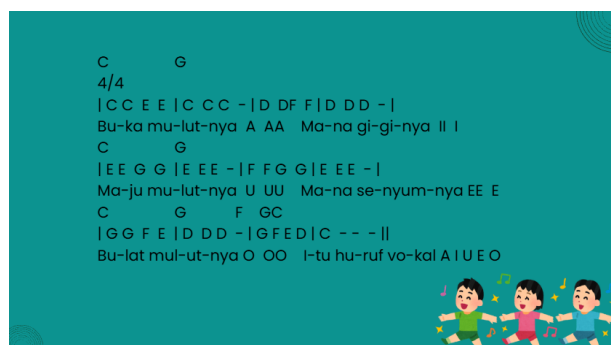 C G
4/4
| C C E E | C C C - | D DF F | D D D - |
Bu-ka mu-lut-nya A AA Ma-na gi-gi-nya II I
C G
| EE G G | E E E - | F FG G | E E E - |
Ma-ju mu-lut-nya U UU Ma-na se-nyum-nya EE E
C G F GC
| G G F E | D D D - | G F E D | C - - - ||
Bu-lat mul-ut-nya O OO I-tu hu-ruf vo-kal A I U E O